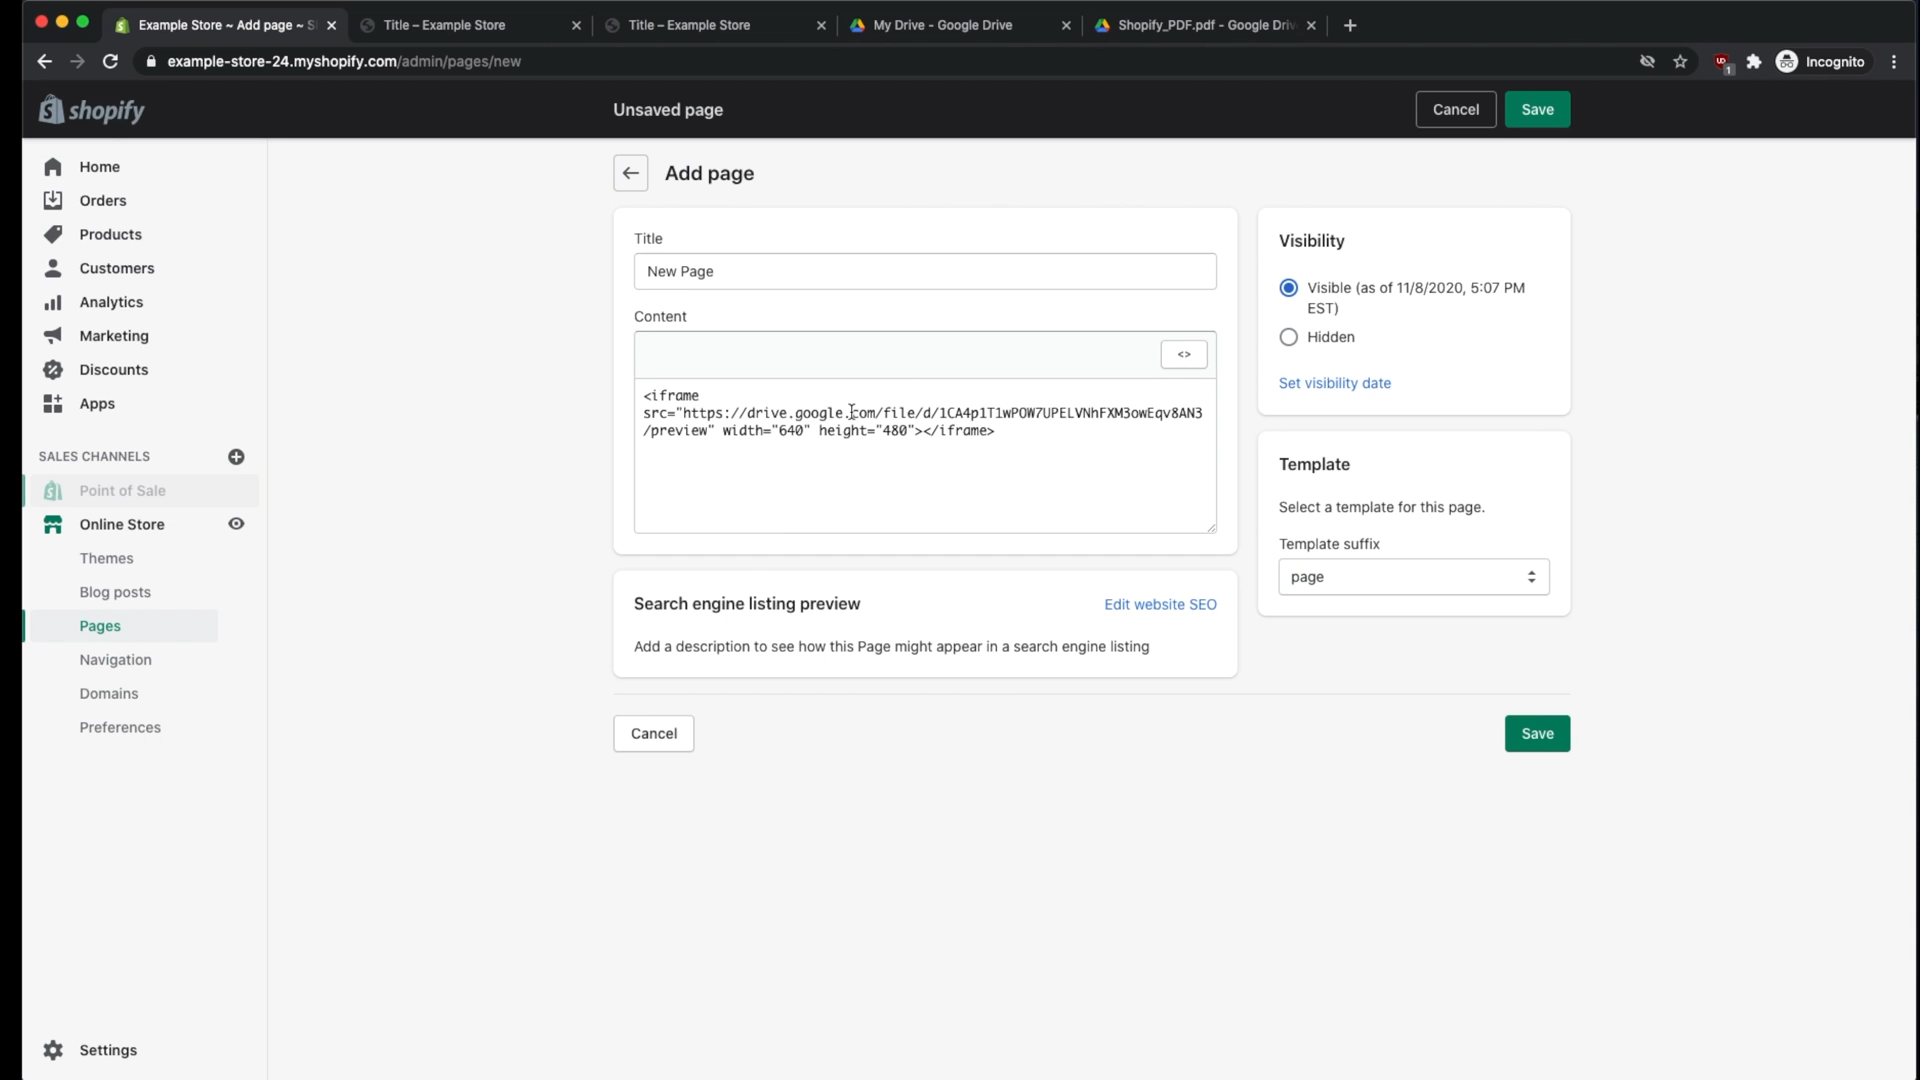 Example Store ~ Add page ~ S
Title – Example Store
Title – Example Store
My Drive - Google Drive
Shopify_PDF.pdf - Google Driv
example-store-24.myshopify.com/admin/pages/new
1
Incognito
shopify
Unsaved page
Cancel
Save
Home
Orders
Products
Customers
Analytics
Marketing
Discounts
Apps
SALES CHANNELS
Point of Sale
Online Store
Themes
Blog posts
Pages
Navigation
Domains
Preferences
Settings
Add page
Title
New Page
Content
<>
<iframe
src="https://drive.google.com/file/d/1CA4p1T1wPOW7UPELVNhFXM3owEqv8AN3
/preview" width="640" height="480"></iframe>
Search engine listing preview
Edit website SEO
Add a description to see how this Page might appear in a search engine listing
Cancel
Save
Visibility
Visible (as of 11/8/2020, 5:07 PM
EST)
Hidden
Set visibility date
Template
Select a template for this page.
Template suffix
page